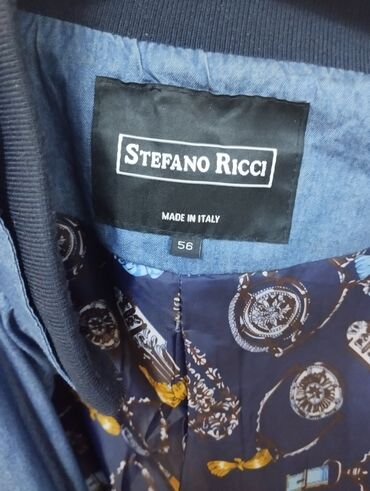 STEFANO RICCI
MADE IN ITALY
56